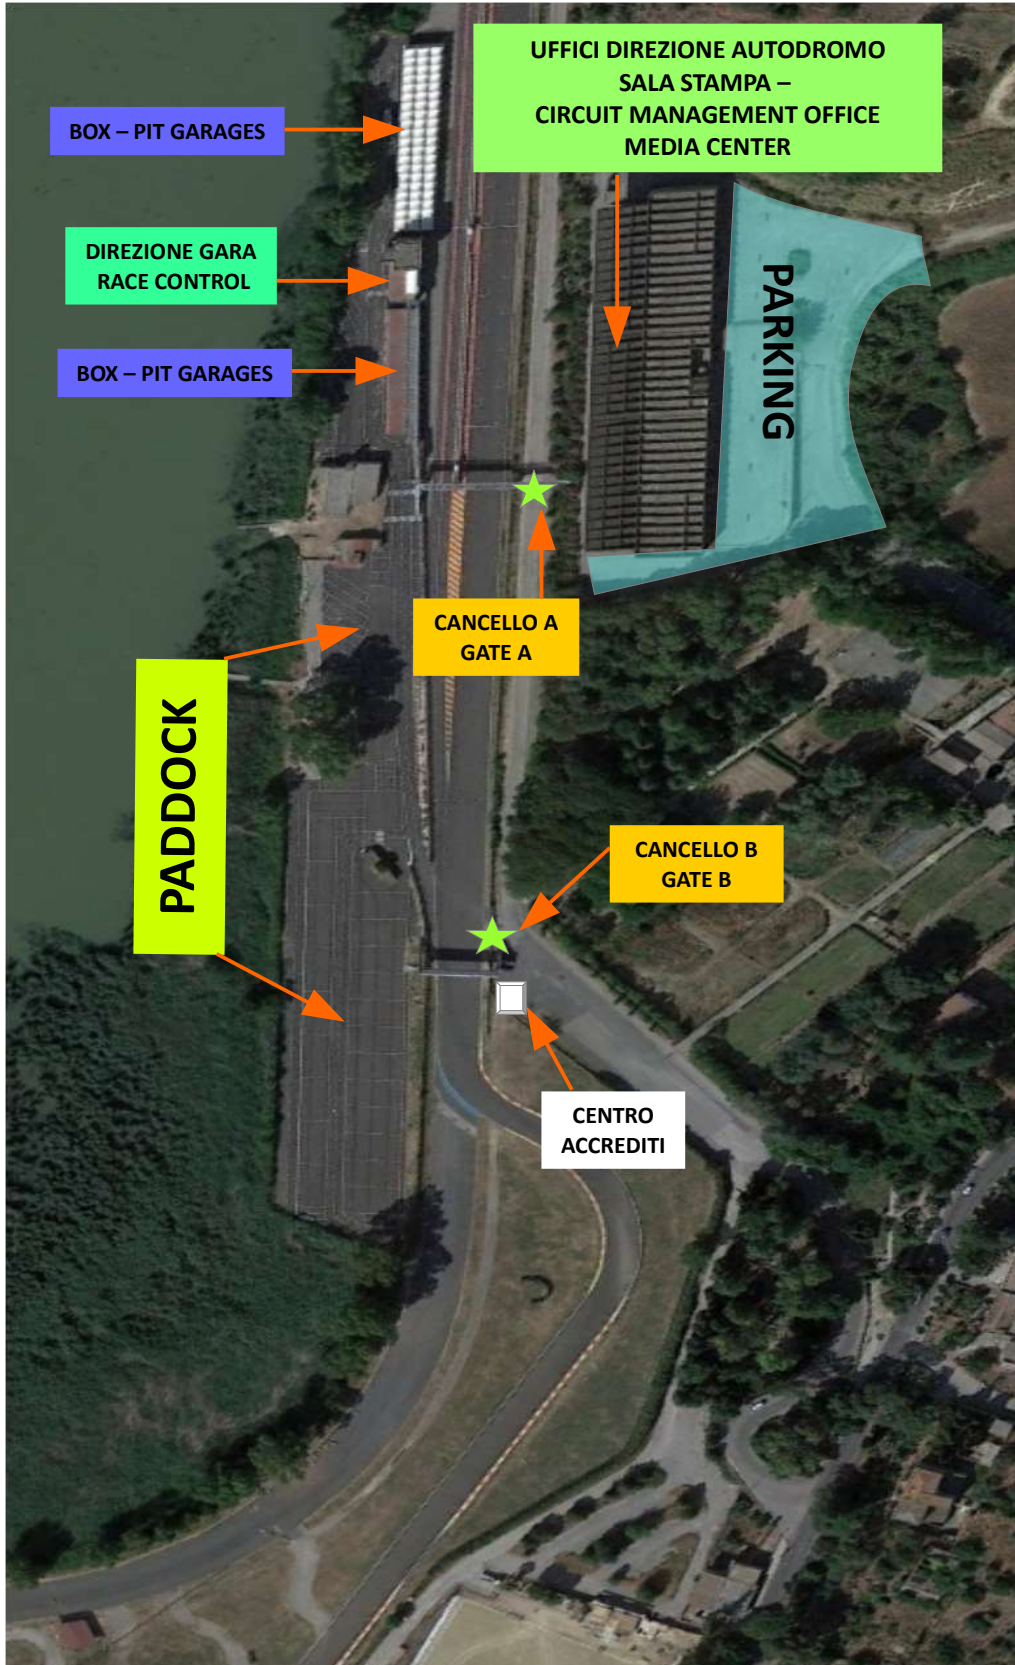 UFFICI DIREZIONE AUTODROMO
SALA STAMPA –
CIRCUIT MANAGEMENT OFFICE
MEDIA CENTER
BOX – PIT GARAGES
DIREZIONE GARA
RACE CONTROL
PARKING
BOX – PIT GARAGES
CANCELLO A
GATE A
PADDOCK
CANCELLO B
GATE B
CENTRO
ACCREDITI